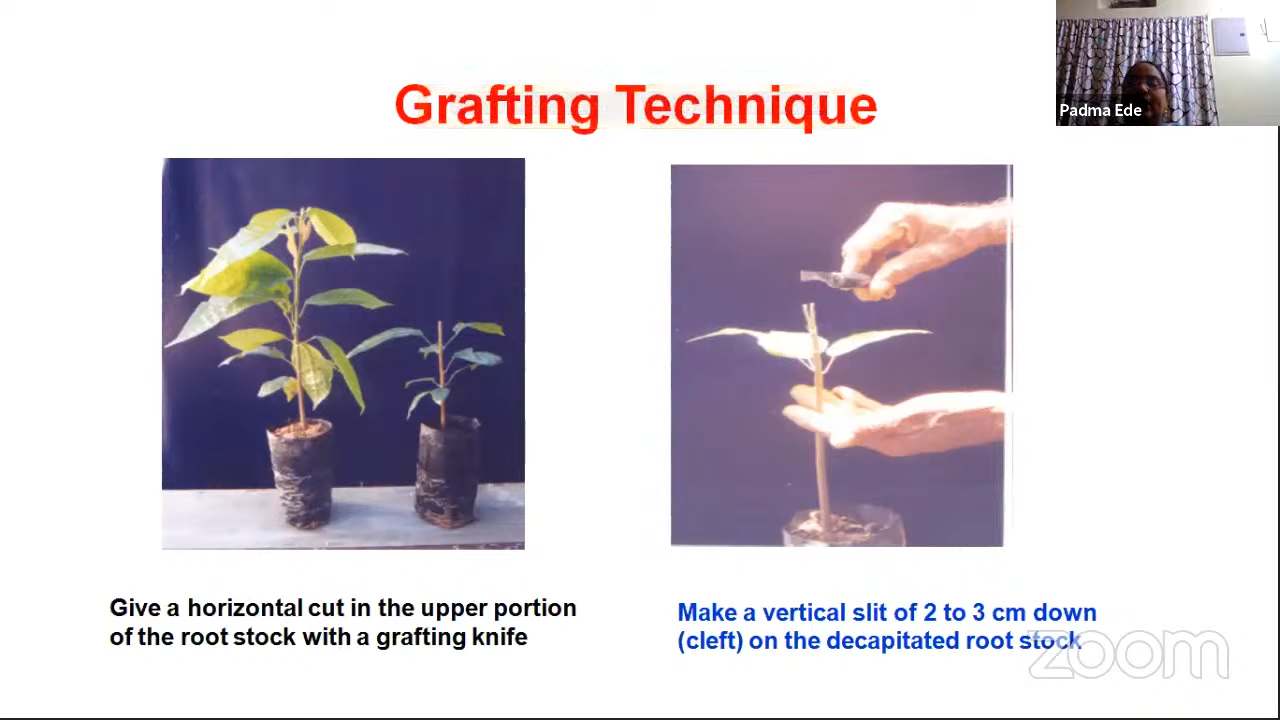 Padma Ede
Grafting Technique
Give a horizontal cut in the upper portion
of the root stock with a grafting knife
Make a vertical slit of 2 to 3 cm down
(cleft) on the decapitated root stock
zoom